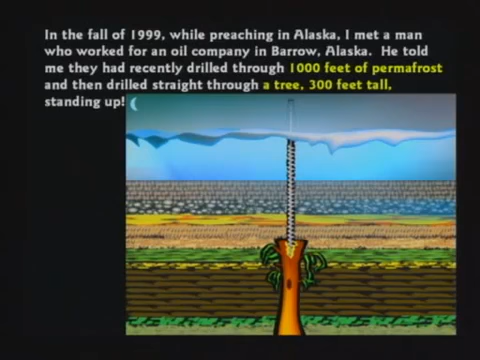 In the fall of 1999, while preaching in Alaska, I met a man
who worked for an oil company in Barrow, Alaska. He told
me they had recently drilled through 1000 feet of permafrost
and then drilled straight through a tree, 300 feet tall,
standing up!